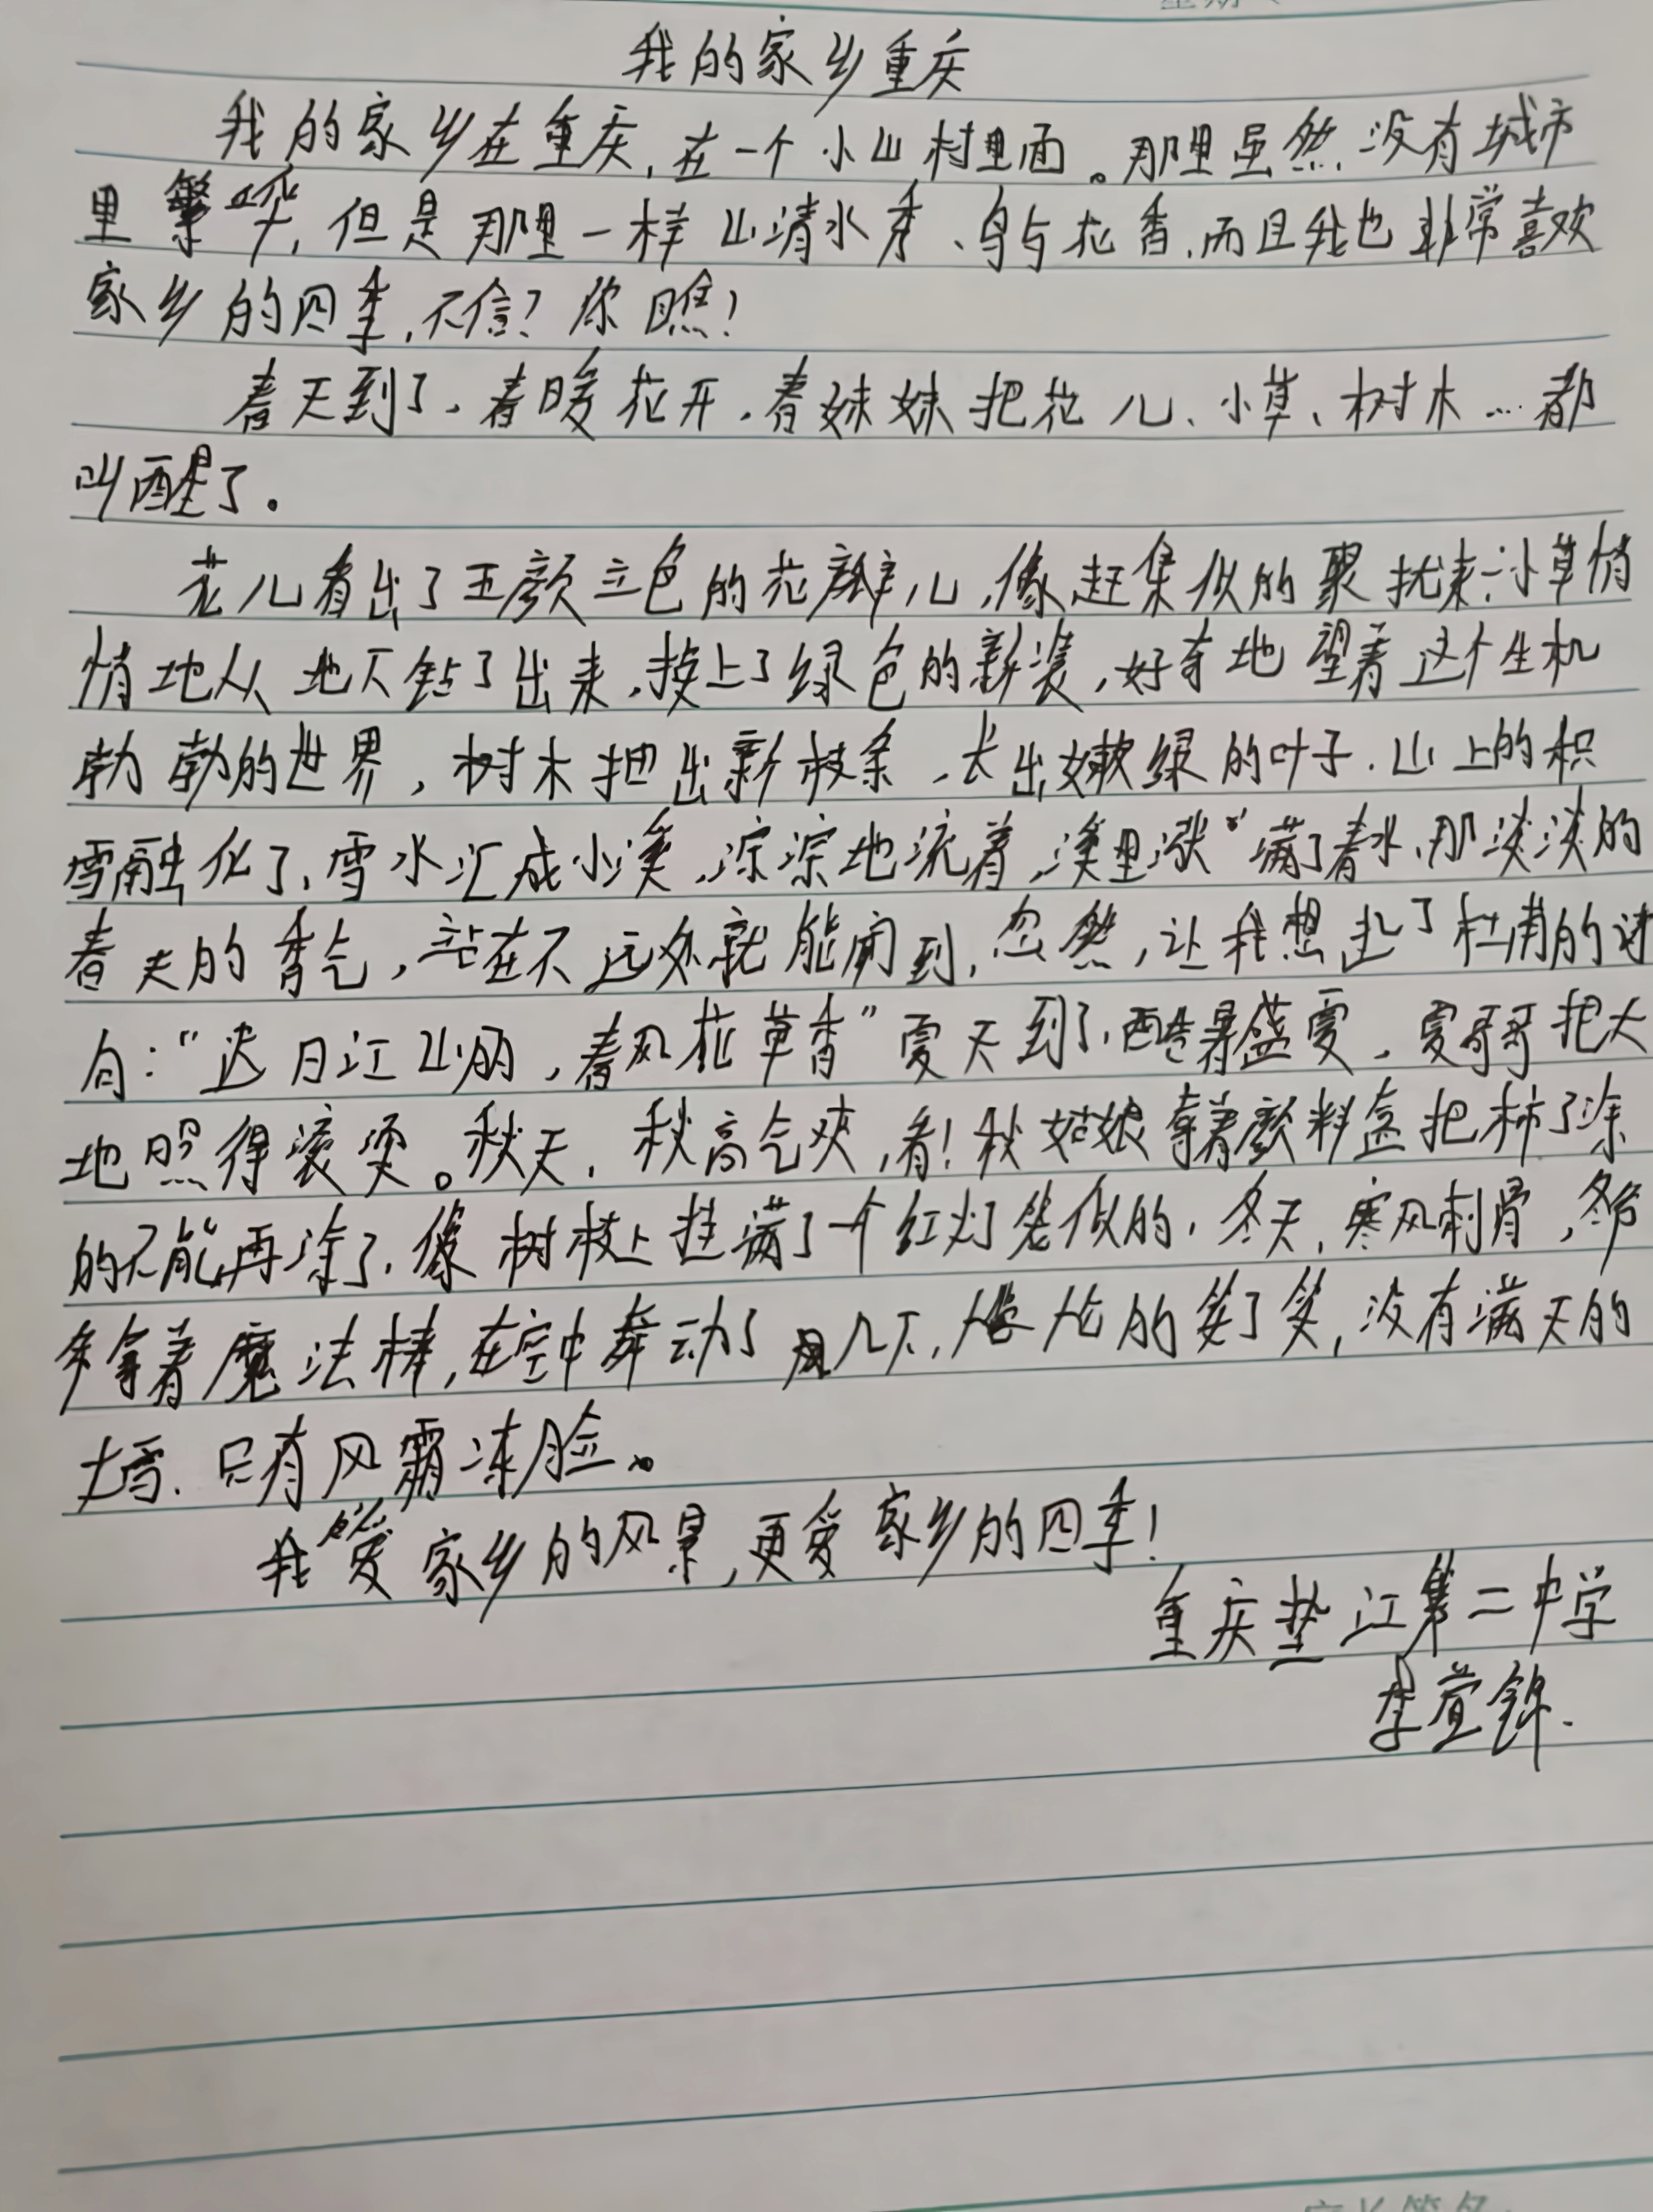 我的家乡重庆
我的家乡在重庆,在一个小山村里面。那里虽然没有城市
里繁华,但是那里一样山清水秀、鸟与花香,而且我也非常喜欢
家乡的四季,不信?你瞧!
春天到了,春暖花开,春妹妹把花儿、小草、树木…都
叫醒了。
花儿看出了五颜立色的花瓣儿,像赶集似的聚扰来;小草悄
悄地从地下钻了出来,披上了绿色的新装,好奇地望着这个生机
勃勃的世界,树木抽出新枝条,长出嫩绿的叶子.山上的积
雪融化了,雪水汇成小溪,淙淙地流着,溪里涨满了春水,那淡淡的
春天的香气,站在不远处就能闻到,忽然,让我想起了杜甫的诗
句:“迟日江山丽,春风花草香”夏天到了,酷暑盛夏,夏哥哥把大
地照得滚烫。秋天,秋高气爽,看!秋姑娘拿着颜料盒把柿了涂
的不能再涂了,像树枝上挂满了一个红灯笼似的,冬天,寒风刺骨,冬爷
爷拿着魔法棒,在空中舞动了几下,的笑了笑,没有满天的
大雪,只有风霜冻脸。
我爱家乡的风景,更爱家乡的四季!
重庆垫江第二中学
李萱锦.